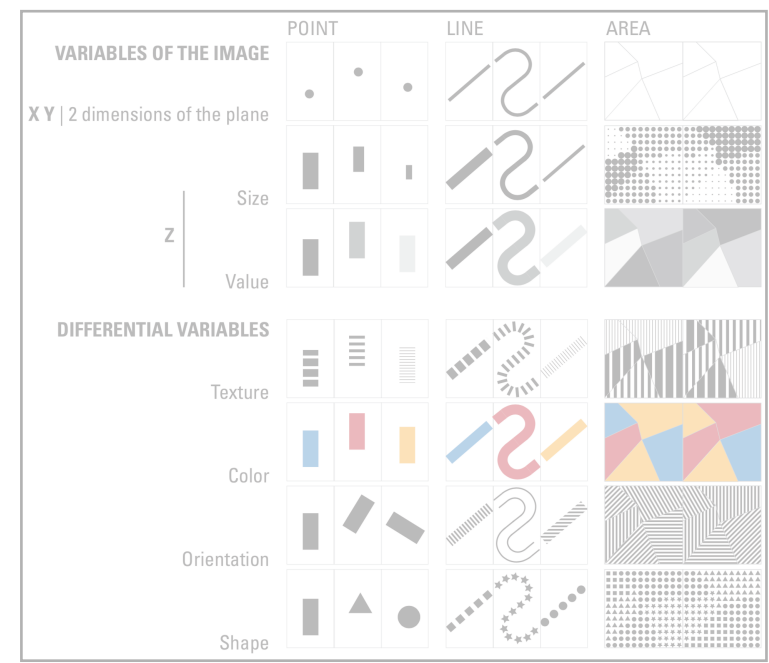 POINT LINE AREA
VARIABLES OF THE IMAGE
X Y | 2 dimensions of the plane
Size
Z
Value
DIFFERENTIAL VARIABLES
Texture
Color
Orientation
Shape